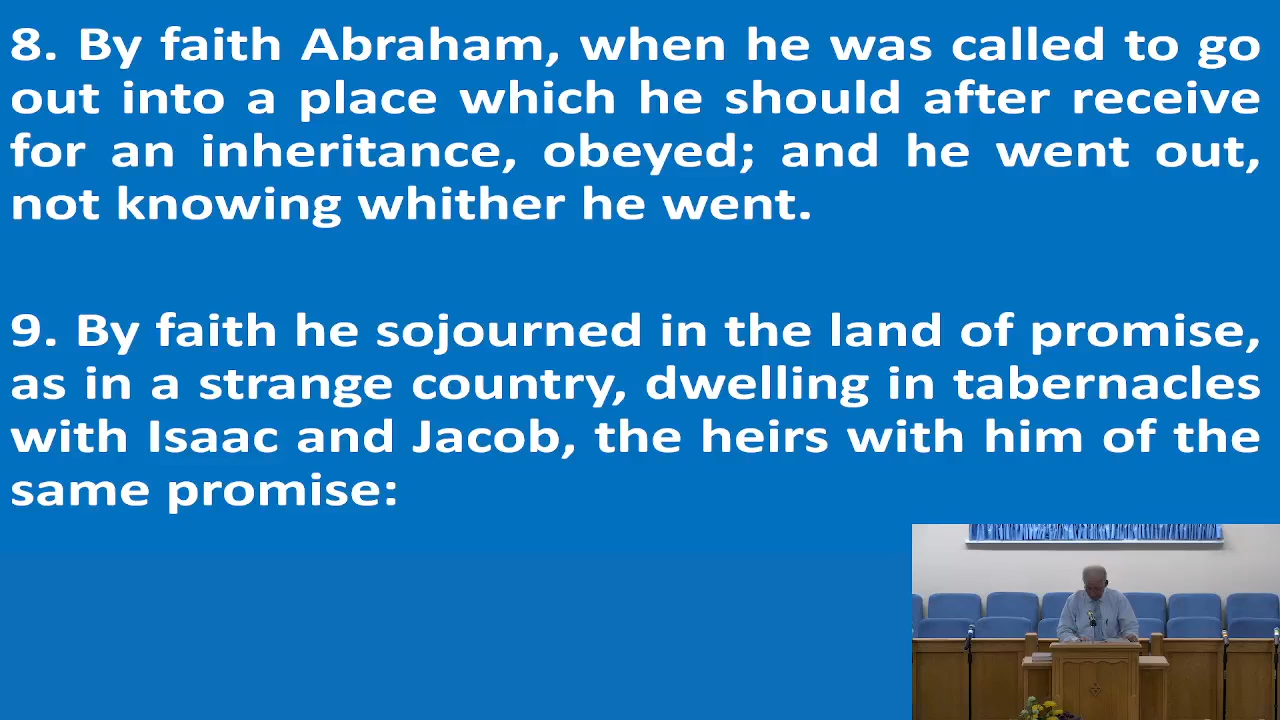 8. By faith Abraham, when he was called to go
out into a place which he should after receive
for an inheritance, obeyed; and he went out,
not knowing whither he went.
9. By faith he sojourned in the land of promise,
as in a strange country, dwelling in tabernacles
with Isaac and Jacob, the heirs with him of the
same promise: